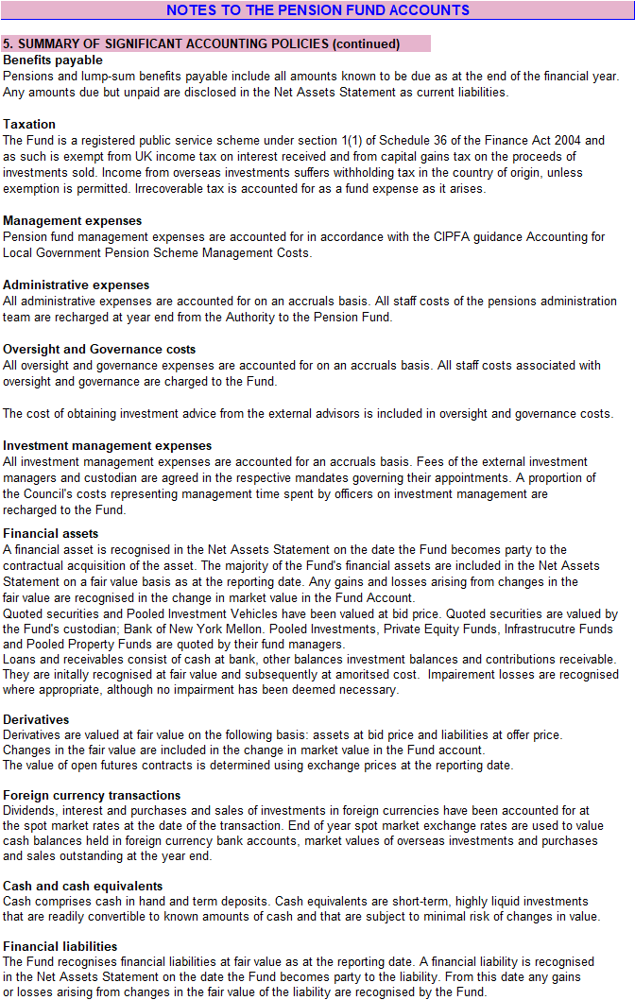 NOTES TO THE PENSION FUND ACCOUNTS
5. SUMMARY OF SIGNIFICANT ACCOUNTING POLICIES (continued)
Benefits payable
Pensions and lump-sum benefits payable include all amounts known to be due as at the end of the financial year.
Any amounts due but unpaid are disclosed in the Net Assets Statement as current liabilities.
Taxation
The Fund is a registered public service scheme under section 1(1) of Schedule 36 of the Finance Act 2004 and
as such is exempt from UK income tax on interest received and from capital gains tax on the proceeds of
investments sold. Income from overseas investments suffers withholding tax in the country of origin, unless
exemption is permitted. Irrecoverable tax is accounted for as a fund expense as it arises.
Management expenses
Pension fund management expenses are accounted for in accordance with the CIPFA guidance Accounting for
Local Government Pension Scheme Management Costs.
Administrative expenses
All administrative expenses are accounted for on an accruals basis. All staff costs of the pensions administration
team are recharged at year end from the Authority to the Pension Fund.
Oversight and Governance costs
All oversight and governance expenses are accounted for on an accruals basis. All staff costs associated with
oversight and governance are charged to the Fund.
The cost of obtaining investment advice from the external advisors is included in oversight and governance costs.
Investment management expenses
All investment management expenses are accounted for an accruals basis. Fees of the external investment
managers and custodian are agreed in the respective mandates governing their appointments. A proportion of
the Council's costs representing management time spent by officers on investment management are
recharged to the Fund.
Financial assets
A financial asset is recognised in the Net Assets Statement on the date the Fund becomes party to the
contractual acquisition of the asset. The majority of the Fund's financial assets are included in the Net Assets
Statement on a fair value basis as at the reporting date. Any gains and losses arising from changes in the
fair value are recognised in the change in market value in the Fund Account.
Quoted securities and Pooled Investment Vehicles have been valued at bid price. Quoted securities are valued by
the Fund's custodian; Bank of New York Mellon. Pooled Investments, Private Equity Funds, Infrastrucutre Funds
and Pooled Property Funds are quoted by their fund managers.
Loans and receivables consist of cash at bank, other balances investment balances and contributions receivable.
They are initally recognised at fair value and subsequently at amoritsed cost.  Impairement losses are recognised
where appropriate, although no impairment has been deemed necessary.
Derivatives
Derivatives are valued at fair value on the following basis: assets at bid price and liabilities at offer price.
Changes in the fair value are included in the change in market value in the Fund account.
The value of open futures contracts is determined using exchange prices at the reporting date.
Foreign currency transactions
Dividends, interest and purchases and sales of investments in foreign currencies have been accounted for at
the spot market rates at the date of the transaction. End of year spot market exchange rates are used to value
cash balances held in foreign currency bank accounts, market values of overseas investments and purchases
and sales outstanding at the year end.
Cash and cash equivalents
Cash comprises cash in hand and term deposits. Cash equivalents are short-term, highly liquid investments
that are readily convertible to known amounts of cash and that are subject to minimal risk of changes in value.
Financial liabilities
The Fund recognises financial liabilities at fair value as at the reporting date. A financial liability is recognised
in the Net Assets Statement on the date the Fund becomes party to the liability. From this date any gains
or losses arising from changes in the fair value of the liability are recognised by the Fund.